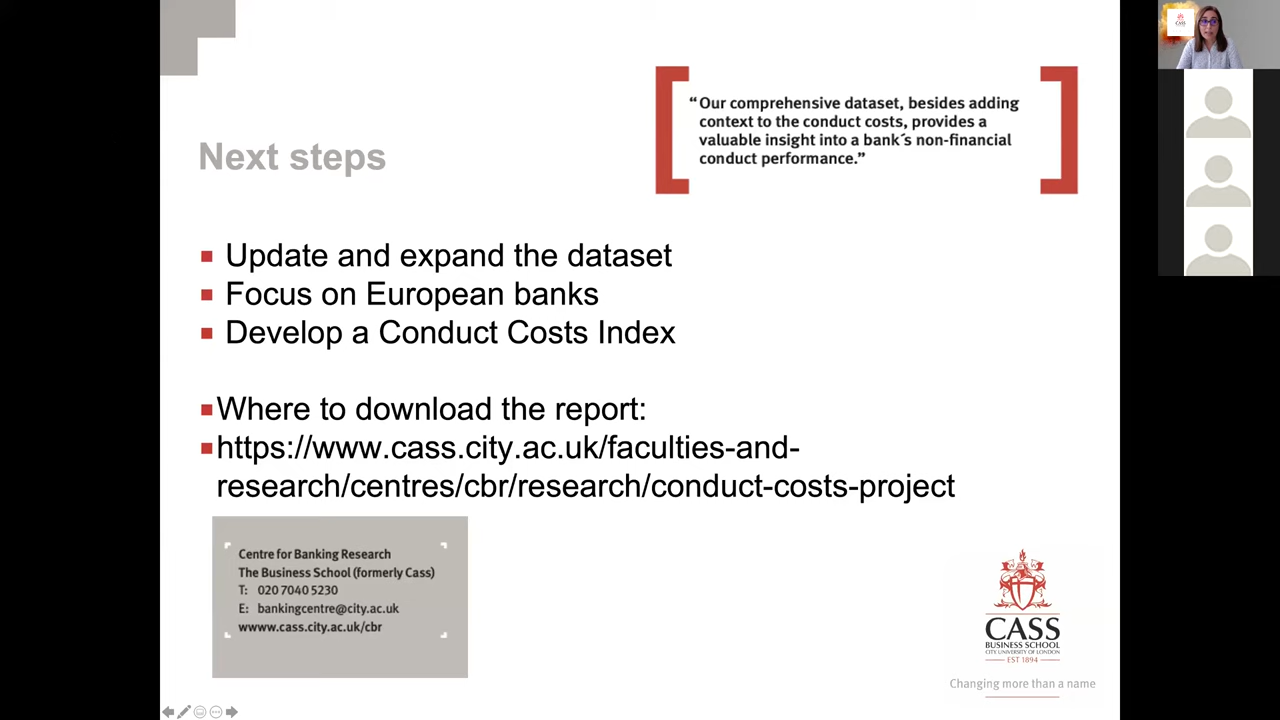 “Our comprehensive dataset, besides adding
context to the conduct costs, provides a
valuable insight into a bank´s non-financial
conduct performance.”
Next steps
Update and expand the dataset
Focus on European banks
Develop a Conduct Costs Index
Where to download the report:
https://www.cass.city.ac.uk/faculties-and-
research/centres/cbr/research/conduct-costs-project
Centre for Banking Research
The Business School (formerly Cass)
T: 020 7040 5230
E: bankingcentre@city.ac.uk
wwww.cass.city.ac.uk/cbr
CASS
BUSINESS SCHOOL
CITY UNIVERSITY OF LONDON
EST 1894
Changing more than a name
CASS